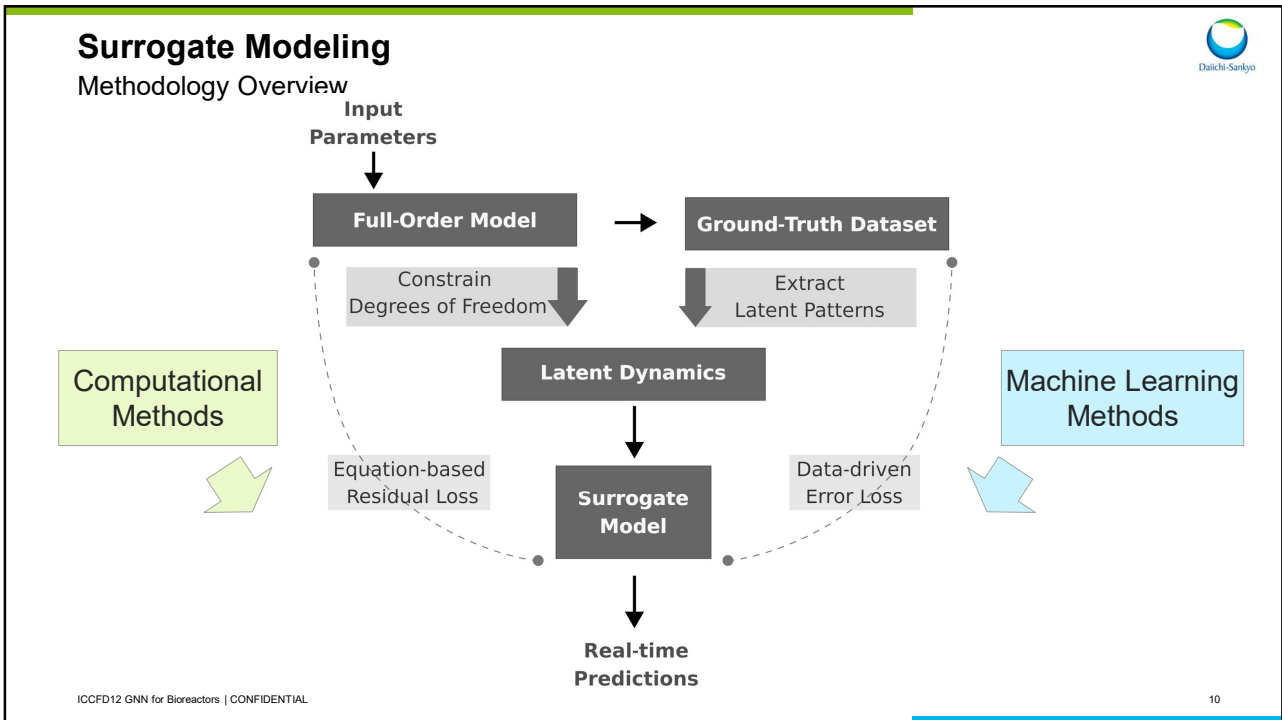 Surrogate Modeling
Methodology Overview
Daiichi-Sankyo
Input
Parameters
Full-Order Model
Ground-Truth Dataset
Constrain
Degrees of Freedom
Extract
Latent Patterns
Latent Dynamics
Computational
Methods
Machine Learning
Methods
Equation-based
Residual Loss
Data-driven
Error Loss
Surrogate
Model
Real-time
Predictions
ICCFD12 GNN for Bioreactors | CONFIDENTIAL
10